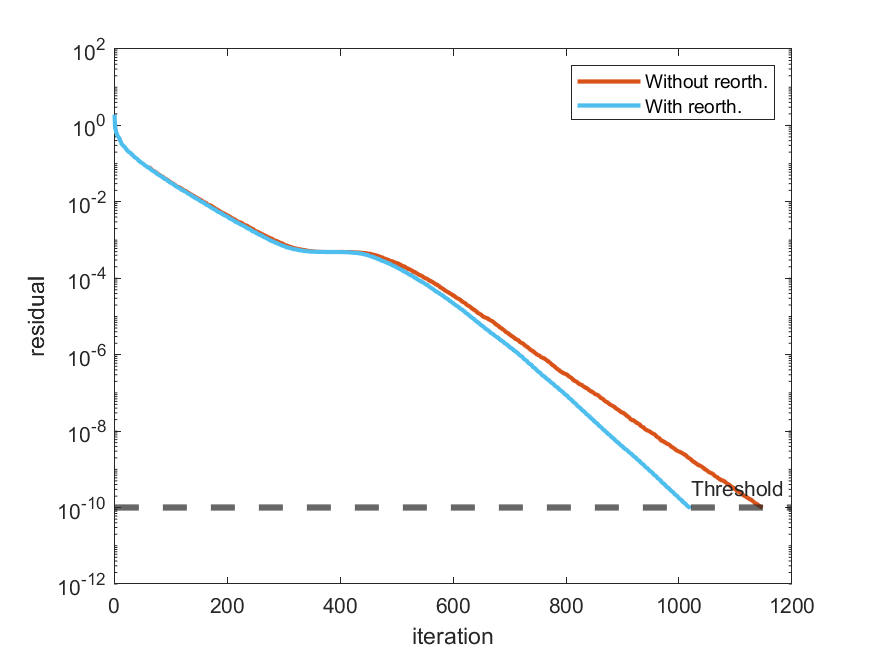 10^2
10^0
10^-2
10^-4
10^-6
10^-8
10^-10
10^-12
residual
Without reorth.
With reorth.
Threshold
0 200 400 600 800 1000 1200
iteration